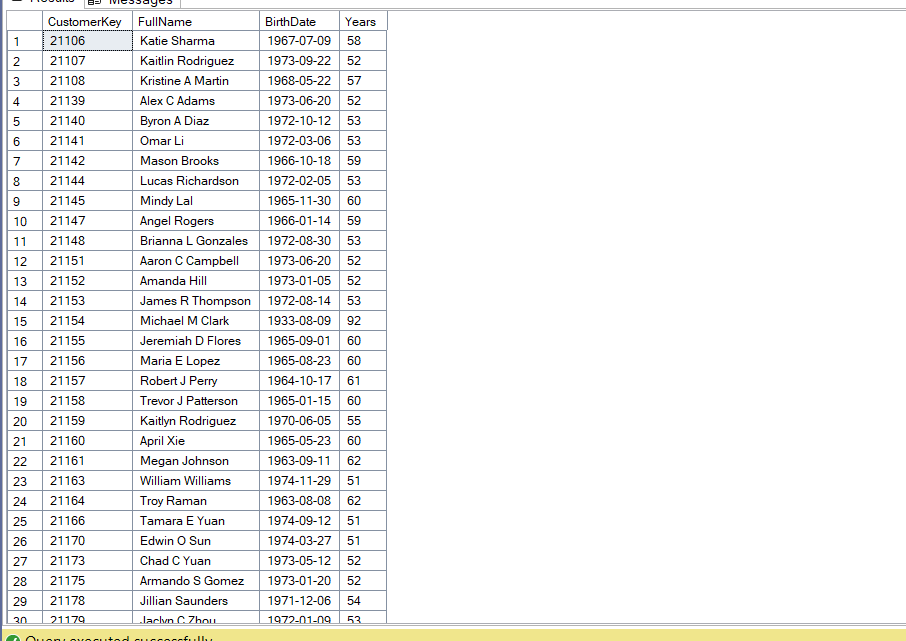 Results Messages
CustomerKey FullName BirthDate Years
1 21106 Katie Sharma 1967-07-09 58
2 21107 Kaitlin Rodriguez 1973-09-22 52
3 21108 Kristine A Martin 1968-05-22 57
4 21139 Alex C Adams 1973-06-20 52
5 21140 Byron A Diaz 1972-10-12 53
6 21141 Omar Li 1972-03-06 53
7 21142 Mason Brooks 1966-10-18 59
8 21144 Lucas Richardson 1972-02-05 53
9 21145 Mindy Lal 1965-11-30 60
10 21147 Angel Rogers 1966-01-14 59
11 21148 Brianna L Gonzales 1972-08-30 53
12 21151 Aaron C Campbell 1973-06-20 52
13 21152 Amanda Hill 1973-01-05 52
14 21153 James R Thompson 1972-08-14 53
15 21154 Michael M Clark 1933-08-09 92
16 21155 Jeremiah D Flores 1965-09-01 60
17 21156 Maria E Lopez 1965-08-23 60
18 21157 Robert J Perry 1964-10-17 61
19 21158 Trevor J Patterson 1965-01-15 60
20 21159 Kaitlyn Rodriguez 1970-06-05 55
21 21160 April Xie 1965-05-23 60
22 21161 Megan Johnson 1963-09-11 62
23 21163 William Williams 1974-11-29 51
24 21164 Troy Raman 1963-08-08 62
25 21166 Tamara E Yuan 1974-09-12 51
26 21170 Edwin O Sun 1974-03-27 51
27 21173 Chad C Yuan 1973-05-12 52
28 21175 Armando S Gomez 1973-01-20 52
29 21178 Jillian Saunders 1971-12-06 54
30 21179 Jaclyn C Zhou 1972-01-09 53
Query executed successfully